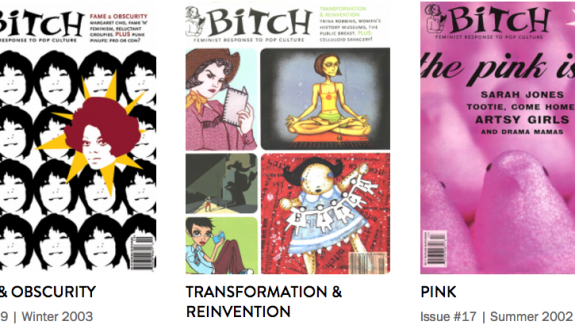 BiTCH
FEMINIST RESPONSE TO POP CULTURE
FAME & OBSCURITY
MARGARET CHO, FAME 'N'
FEMINISM, RELUCTANT
GROUPIES. PLUS: PUNK
PINUPS: PRO OR CON?
& OBSCURITY
9 | Winter 2003
BiTCH
FEMINIST RESPONSE TO POP CULTURE
TRANSFORMATION
& REINVENTION
TRINA ROBBINS, WOMEN'S
HISTORY MUSEUMS, THE
PUBLIC BREAST. PLUS:
CELLULOID SAVAGERY!
TRANSFORMATION &
REINVENTION
BiTCH
FEMINIST RESPONSE TO POP CULTURE
the pink is
SARAH JONES
TOOTIE, COME HOME
ARTSY GIRLS
AND DRAMA MAMAS
PINK
Issue #17 | Summer 2002